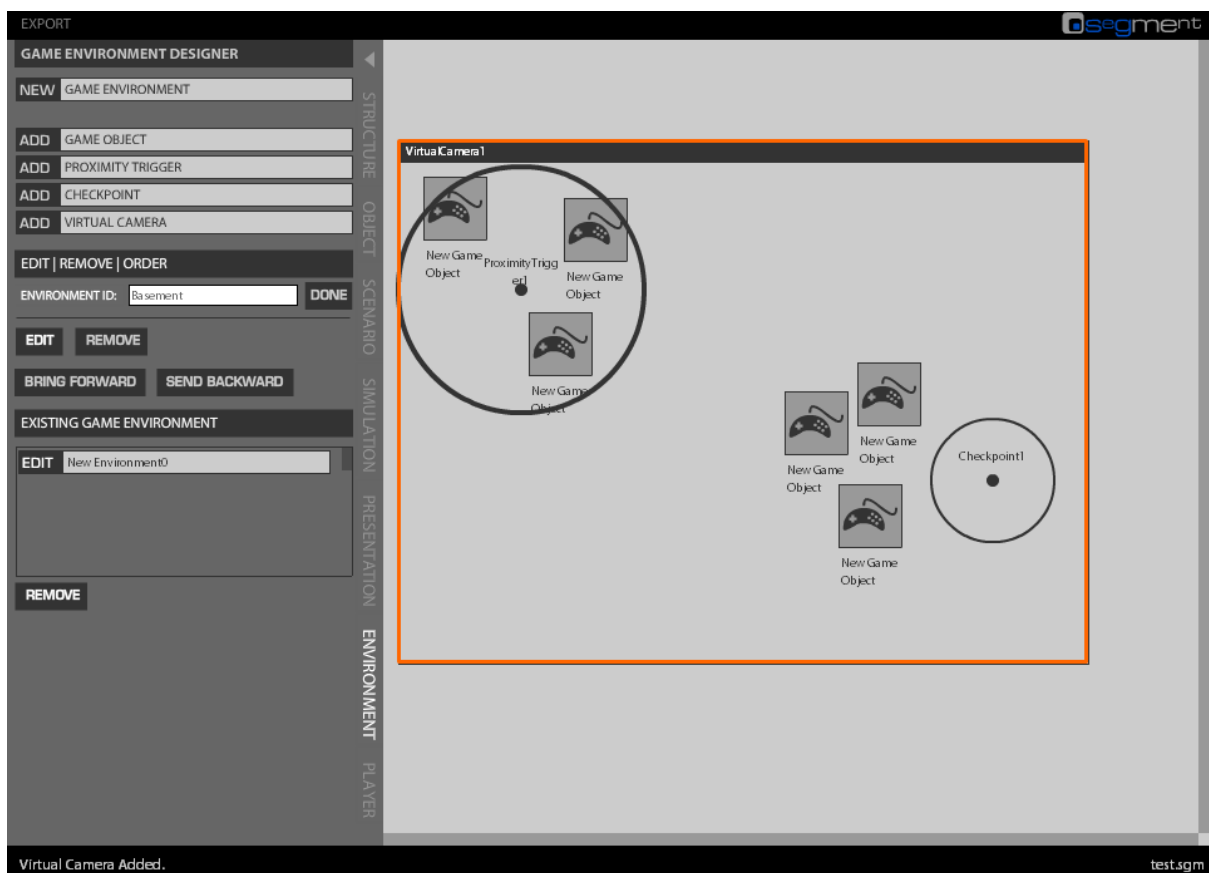 EXPORT
segment
GAME ENVIRONMENT DESIGNER
NEW GAME ENVIRONMENT
ADD GAME OBJECT
ADD PROXIMITY TRIGGER
ADD CHECKPOINT
ADD VIRTUAL CAMERA
EDIT | REMOVE | ORDER
ENVIRONMENT ID: Basement DONE
EDIT REMOVE
BRING FORWARD SEND BACKWARD
EXISTING GAME ENVIRONMENT
EDIT New Environment0
REMOVE
STRUCTURE
OBJECT
SCENARIO
SIMULATION
PRESENTATION
ENVIRONMENT
PLAYER
VirtualCamera1
New Game
Object
ProximityTrigg
er1
New Game
Object
New Game
Object
New Game
Object
New Game
Object
New Game
Object
Checkpoint1
Virtual Camera Added.
test.sgm